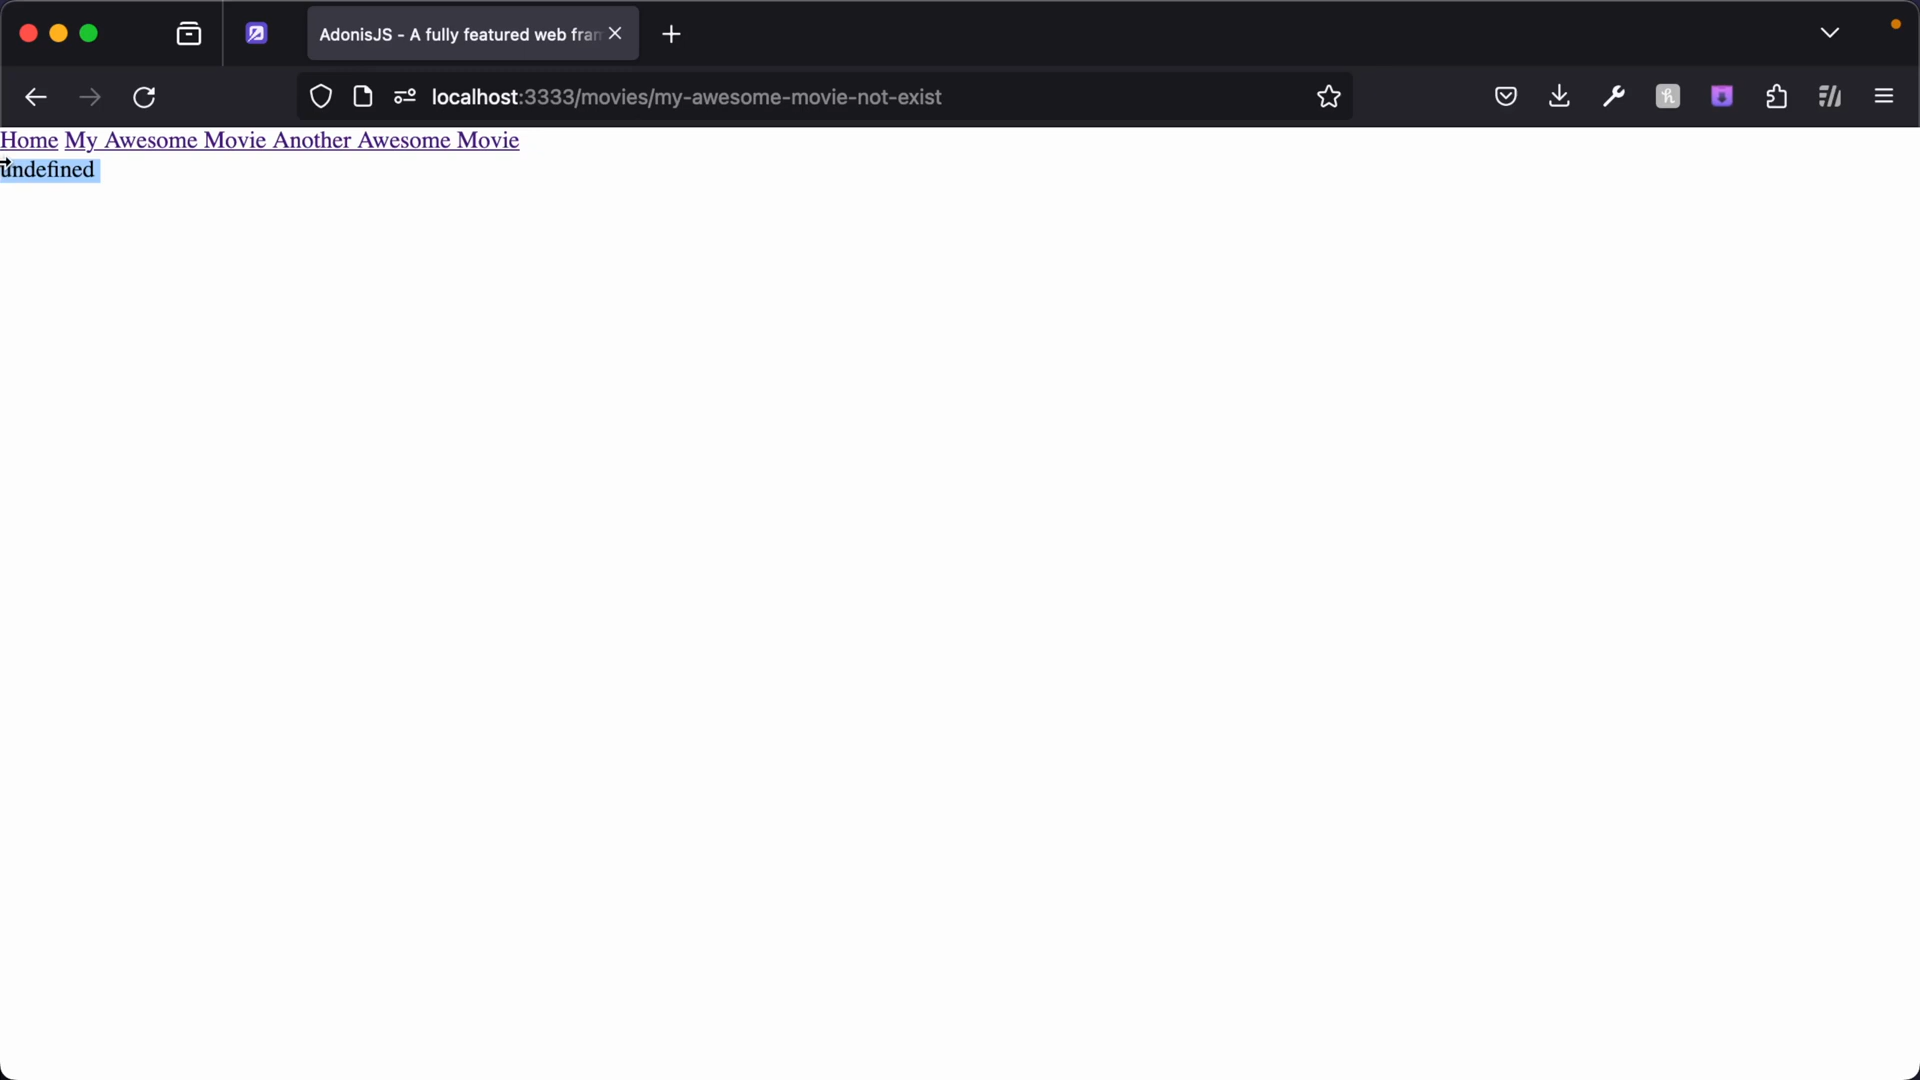 AdonisJS - A fully featured web fran
localhost:3333/movies/my-awesome-movie-not-exist
Home My Awesome Movie Another Awesome Movie
undefined